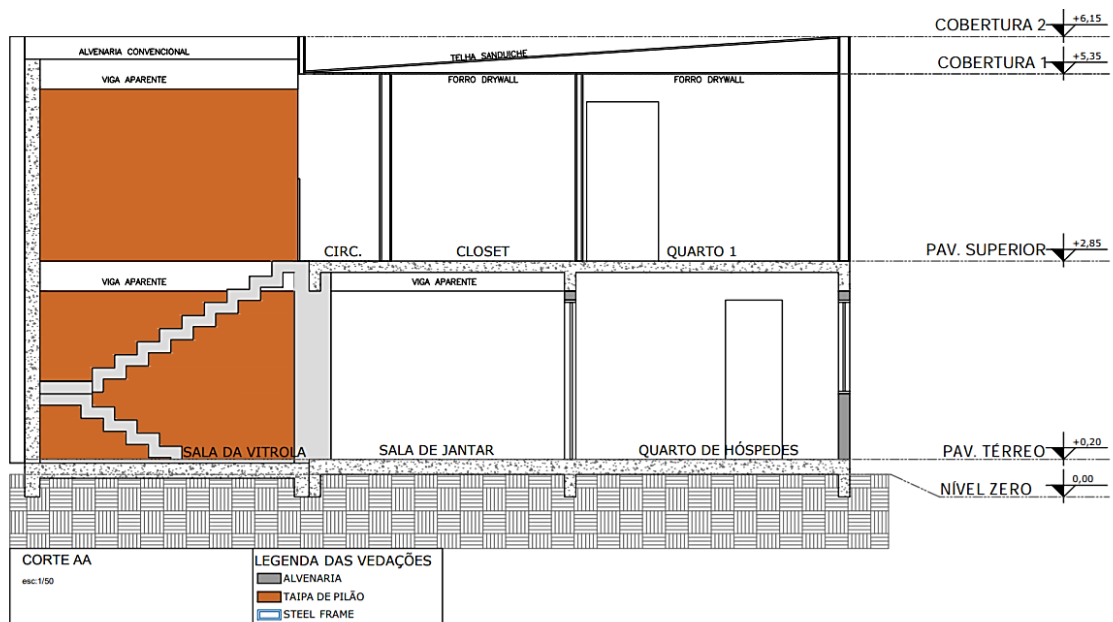 COBERTURA 2 +6,15
ALVENARIA CONVENCIONAL
TELHA SANDUICHE
COBERTURA 1 +5,35
VIGA APARENTE
FORRO DRYWALL
FORRO DRYWALL
CIRC.
CLOSET
QUARTO 1
PAV. SUPERIOR +2,85
VIGA APARENTE
VIGA APARENTE
SALA DA VITROLA
SALA DE JANTAR
QUARTO DE HÓSPEDES
PAV. TÉRREO +0,20
NÍVEL ZERO 0,00
CORTE AA
esc:1/50
LEGENDA DAS VEDAÇÕES
ALVENARIA
TAIPA DE PILÃO
STEEL FRAME